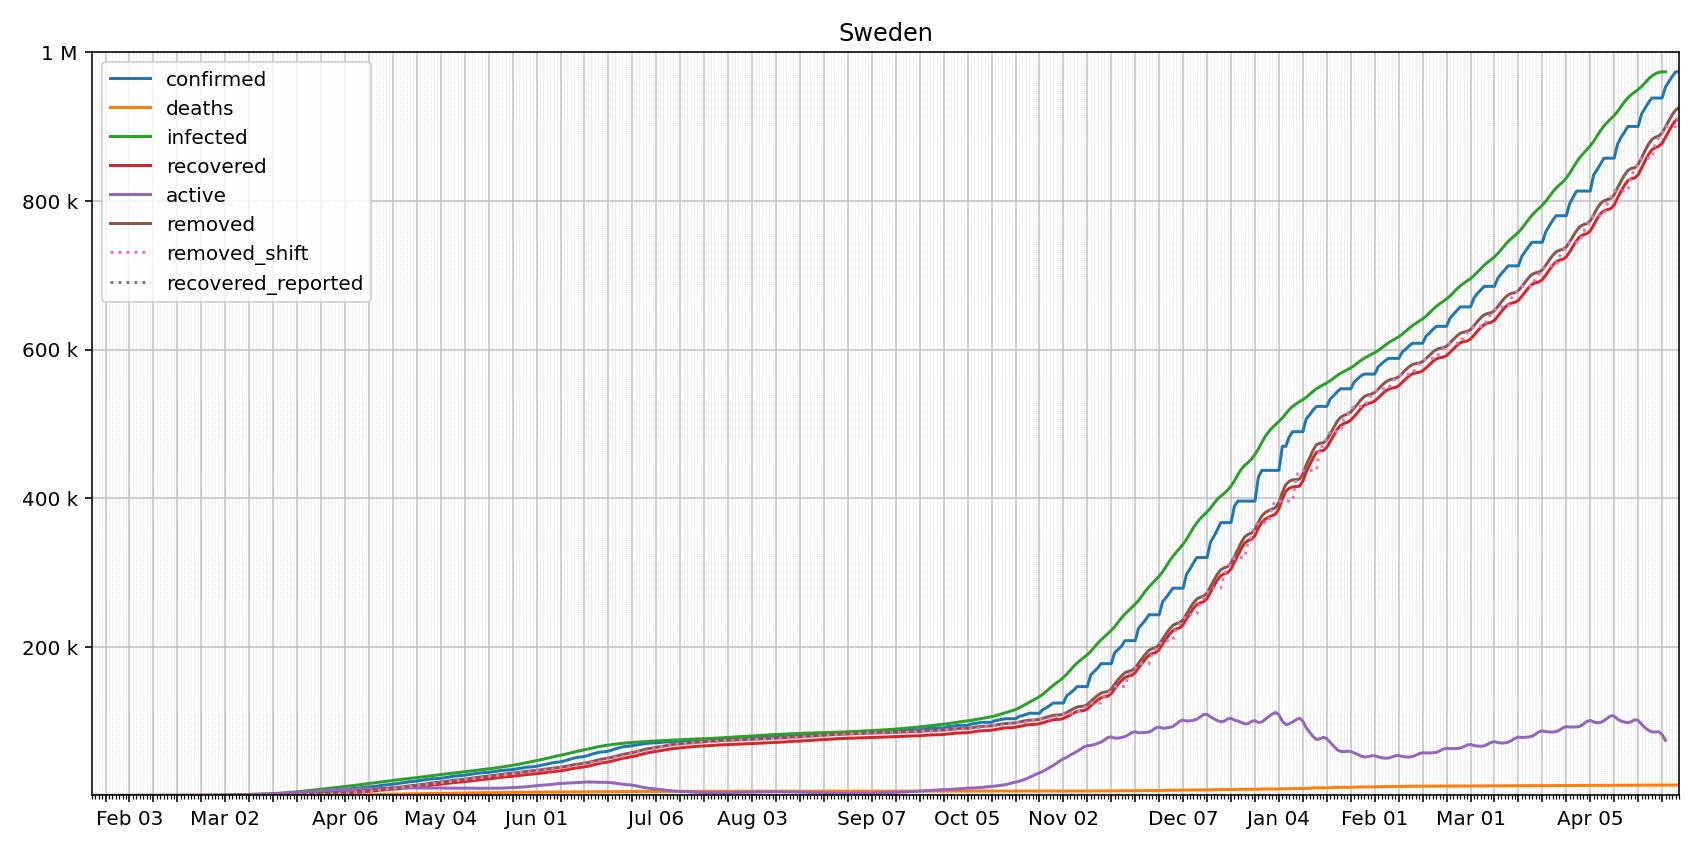 Sweden
1 M
800 k
600 k
400 k
200 k
confirmed
deaths
infected
recovered
active
removed
removed_shift
recovered_reported
Feb 03 Mar 02 Apr 06 May 04 Jun 01 Jul 06 Aug 03 Sep 07 Oct 05 Nov 02 Dec 07 Jan 04 Feb 01 Mar 01 Apr 05